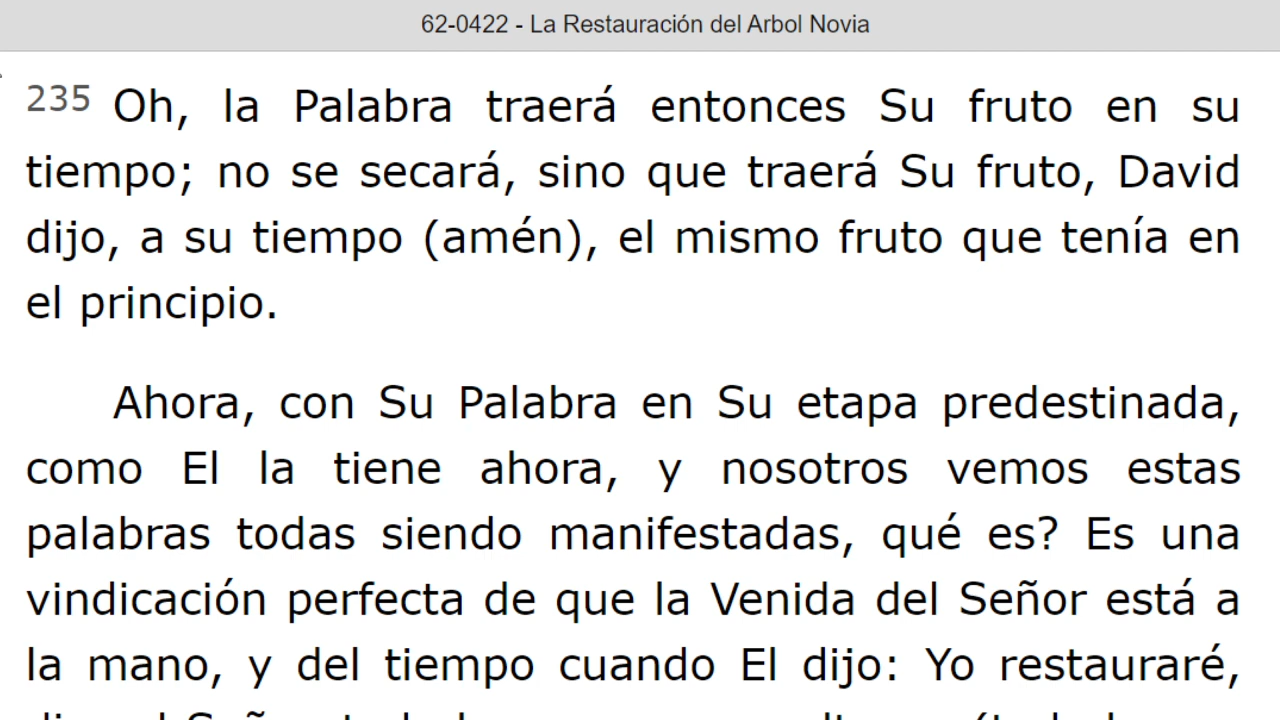 62-0422 - La Restauración del Arbol Novia
235 Oh, la Palabra traerá entonces Su fruto en su
tiempo; no se secará, sino que traerá Su fruto, David
dijo, a su tiempo (amén), el mismo fruto que tenía en
el principio.
Ahora, con Su Palabra en Su etapa predestinada,
como El la tiene ahora, y nosotros vemos estas
palabras todas siendo manifestadas, qué es? Es una
vindicación perfecta de que la Venida del Señor está a
la mano, y del tiempo cuando El dijo: Yo restauraré,